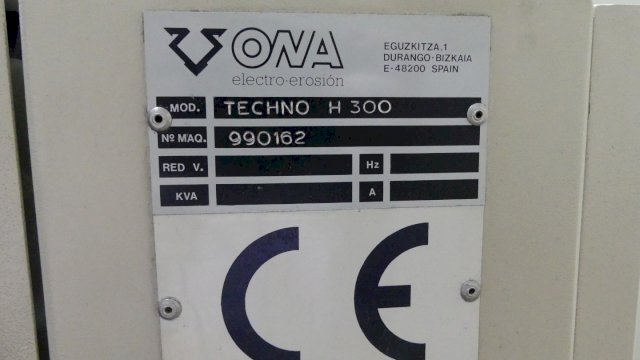 ONA
electro·erosión
EGUZKITZA,1
DURANGO·BIZKAIA
E-48200 SPAIN
MOD. TECHNO H 300
Nº MAQ. 990162
RED V. Hz
KVA A
CE